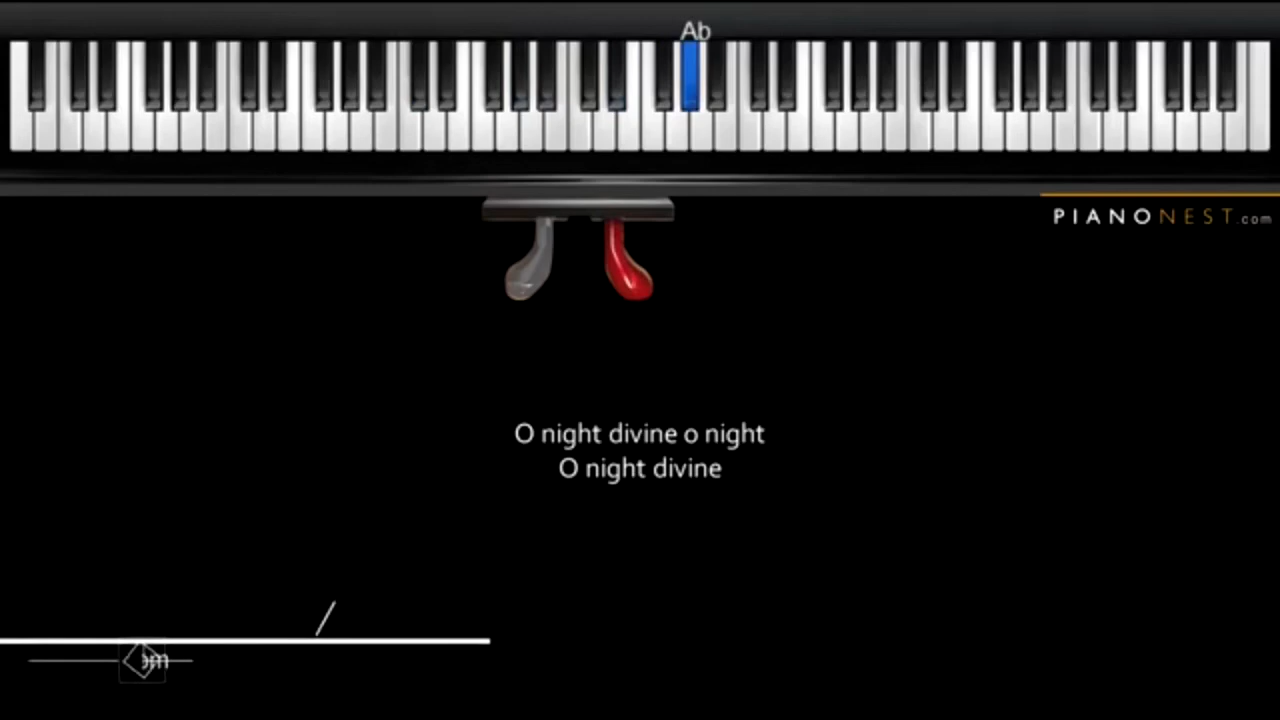 Ab
PIANONEST.com
O night divine o night
O night divine
/